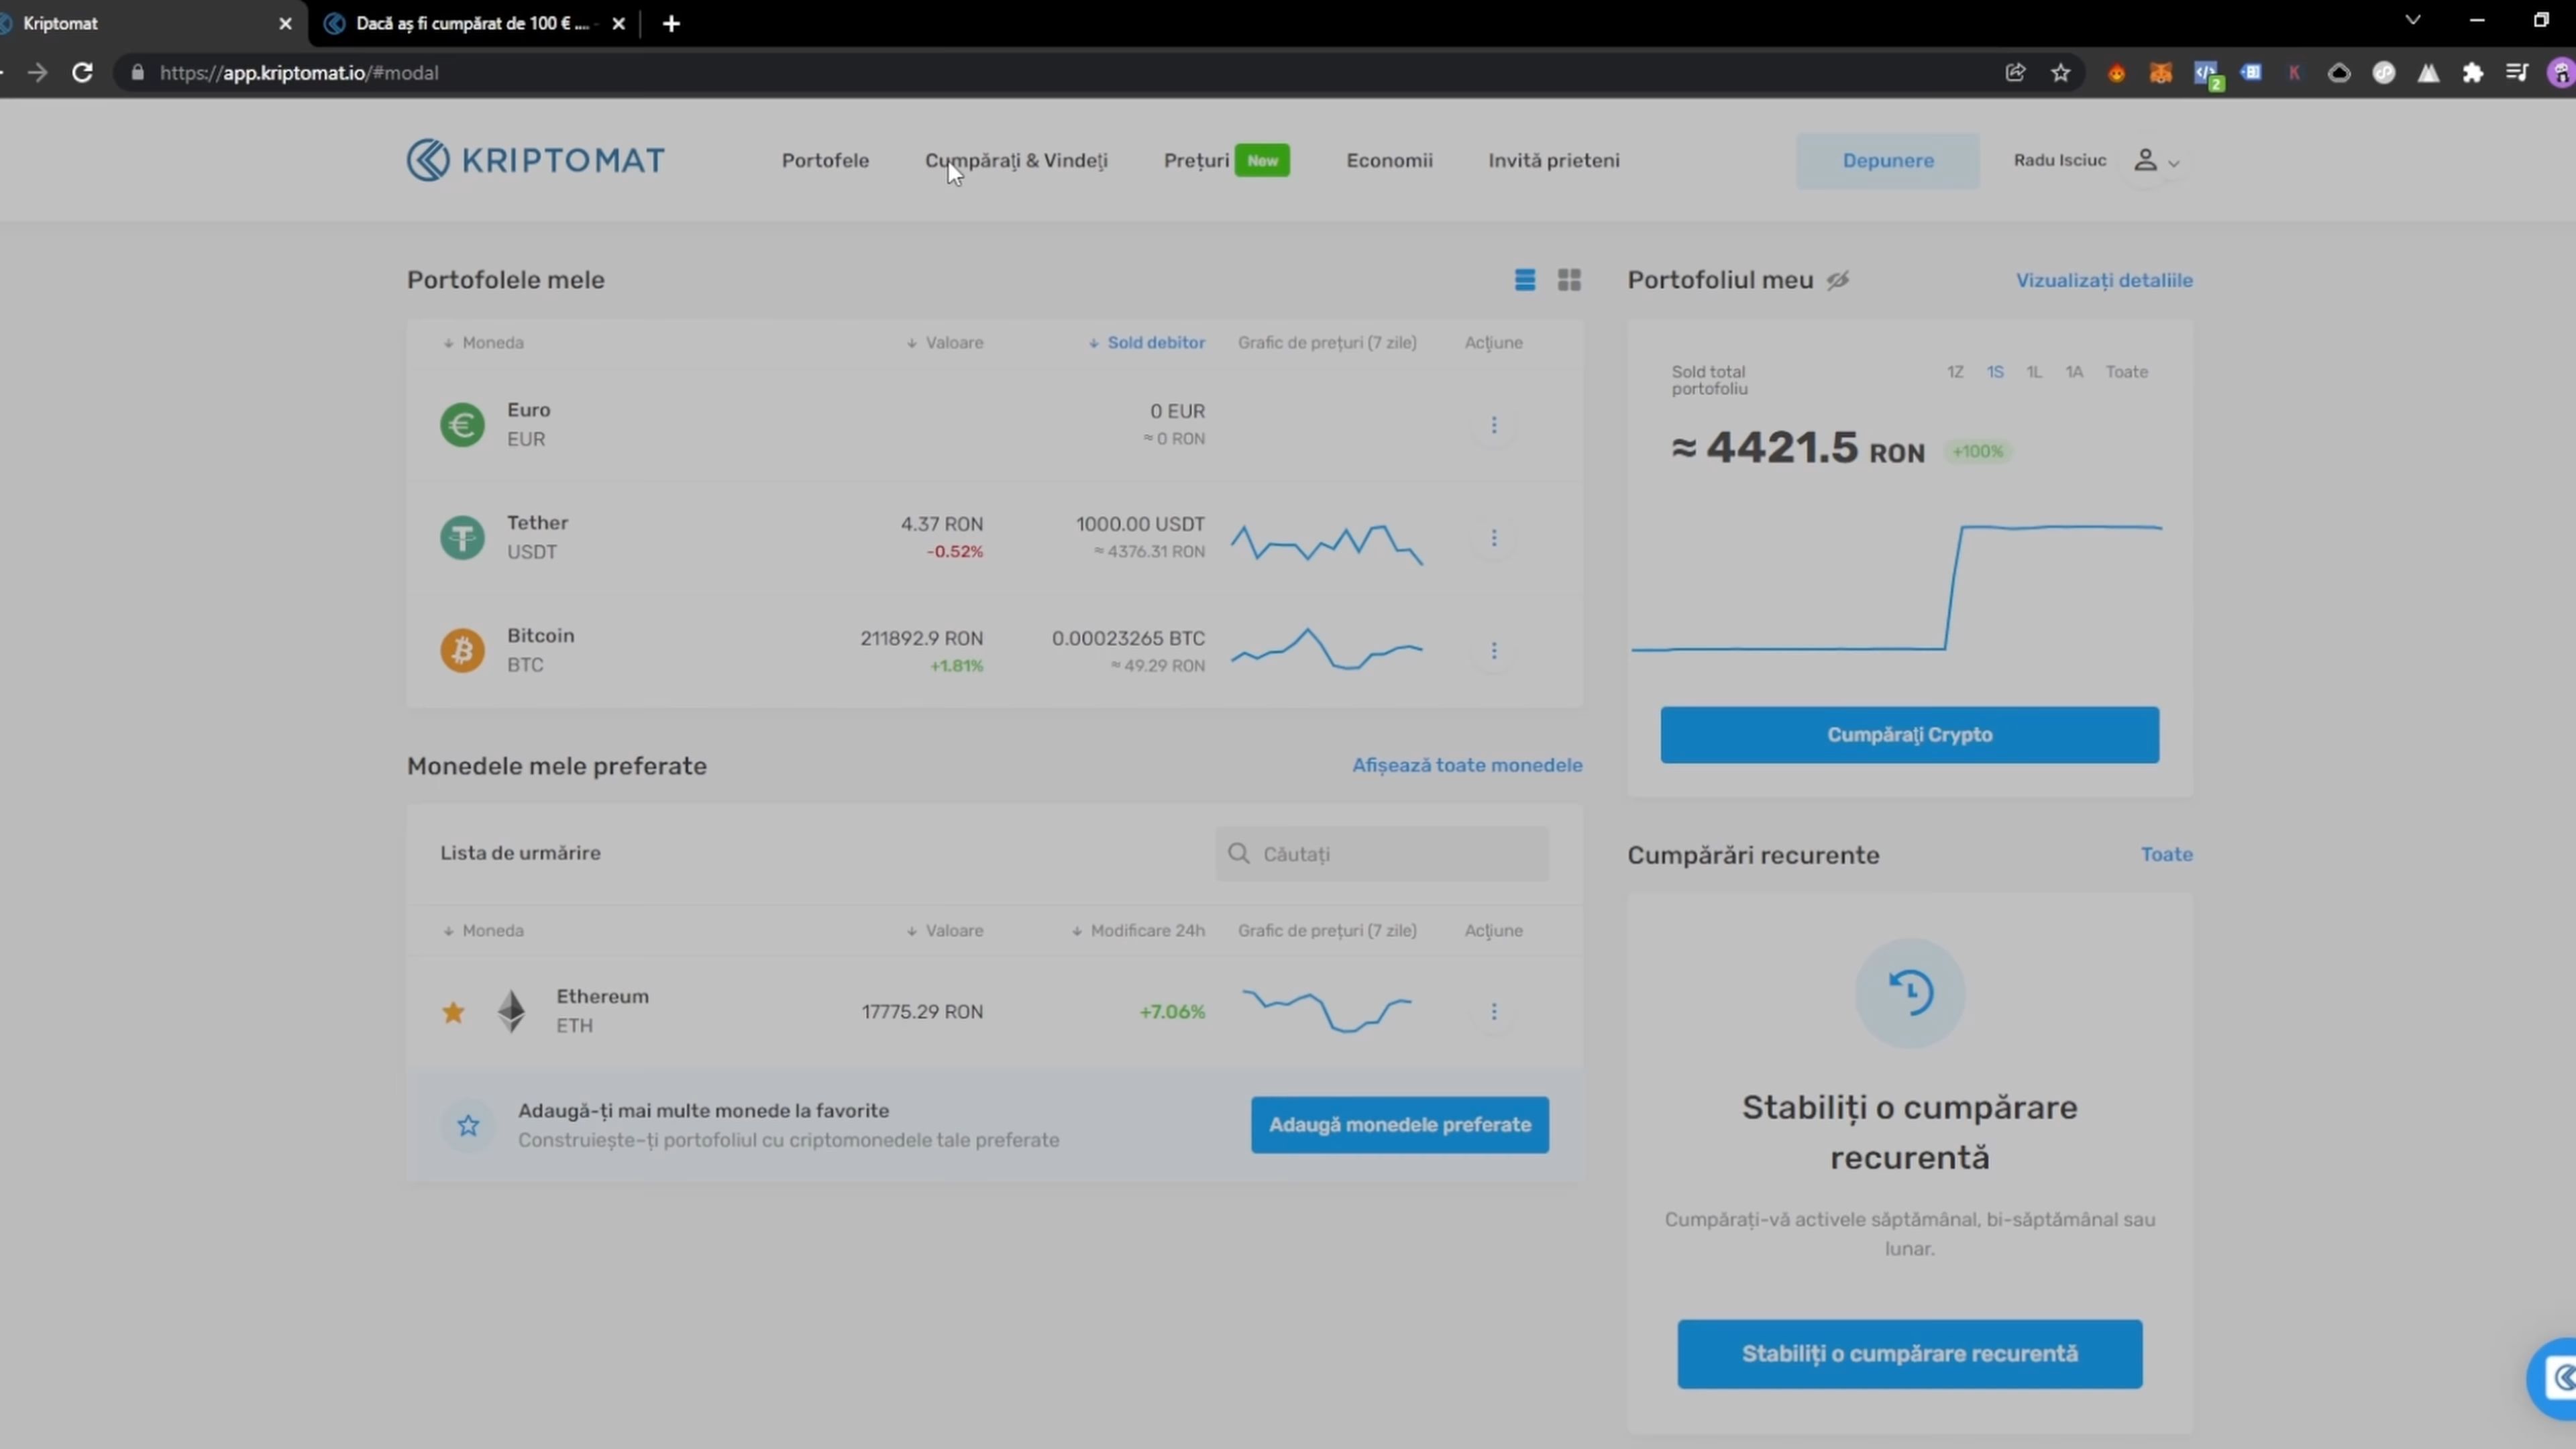 Kriptomat
Dacă aș fi cumpărat de 100 € ....
https://app.kriptomat.io/#modal
2
KRIPTOMAT
Portofele
Cumpăraţi & Vindeți
Prețuri New
Economii
Invită prieteni
Depunere
Radu Isciuc
Portofolele mele
Moneda
Valoare
Sold debitor
Grafic de prețuri (7 zile)
Acţiune
Euro
0 EUR
EUR
≈ 0 RON
Tether
4.37 RON
1000.00 USDT
USDT
-0.52%
≈ 4376.31 RON
Bitcoin
211892.9 RON
0.00023265 BTC
BTC
+1.81%
≈ 49.29 RON
Portofoliul meu
Vizualizați detaliile
Sold total
portofoliu
1Z 1S 1L 1A Toate
≈ 4421.5 RON +100%
Cumpăraţi Crypto
Monedele mele preferate
Afișează toate monedele
Lista de urmărire
Căutați
Moneda
Valoare
Modificare 24h
Grafic de prețuri (7 zile)
Acţiune
Ethereum
ETH
17775.29 RON
+7.06%
Adaugă-ți mai multe monede la favorite
Construiește-ți portofoliul cu criptomonedele tale preferate
Adaugă monedele preferate
Cumpărări recurente
Toate
Stabiliți o cumpărare
recurentă
Cumpărați-vă activele săptămânal, bi-săptămânal sau
lunar.
Stabiliți o cumpărare recurentă